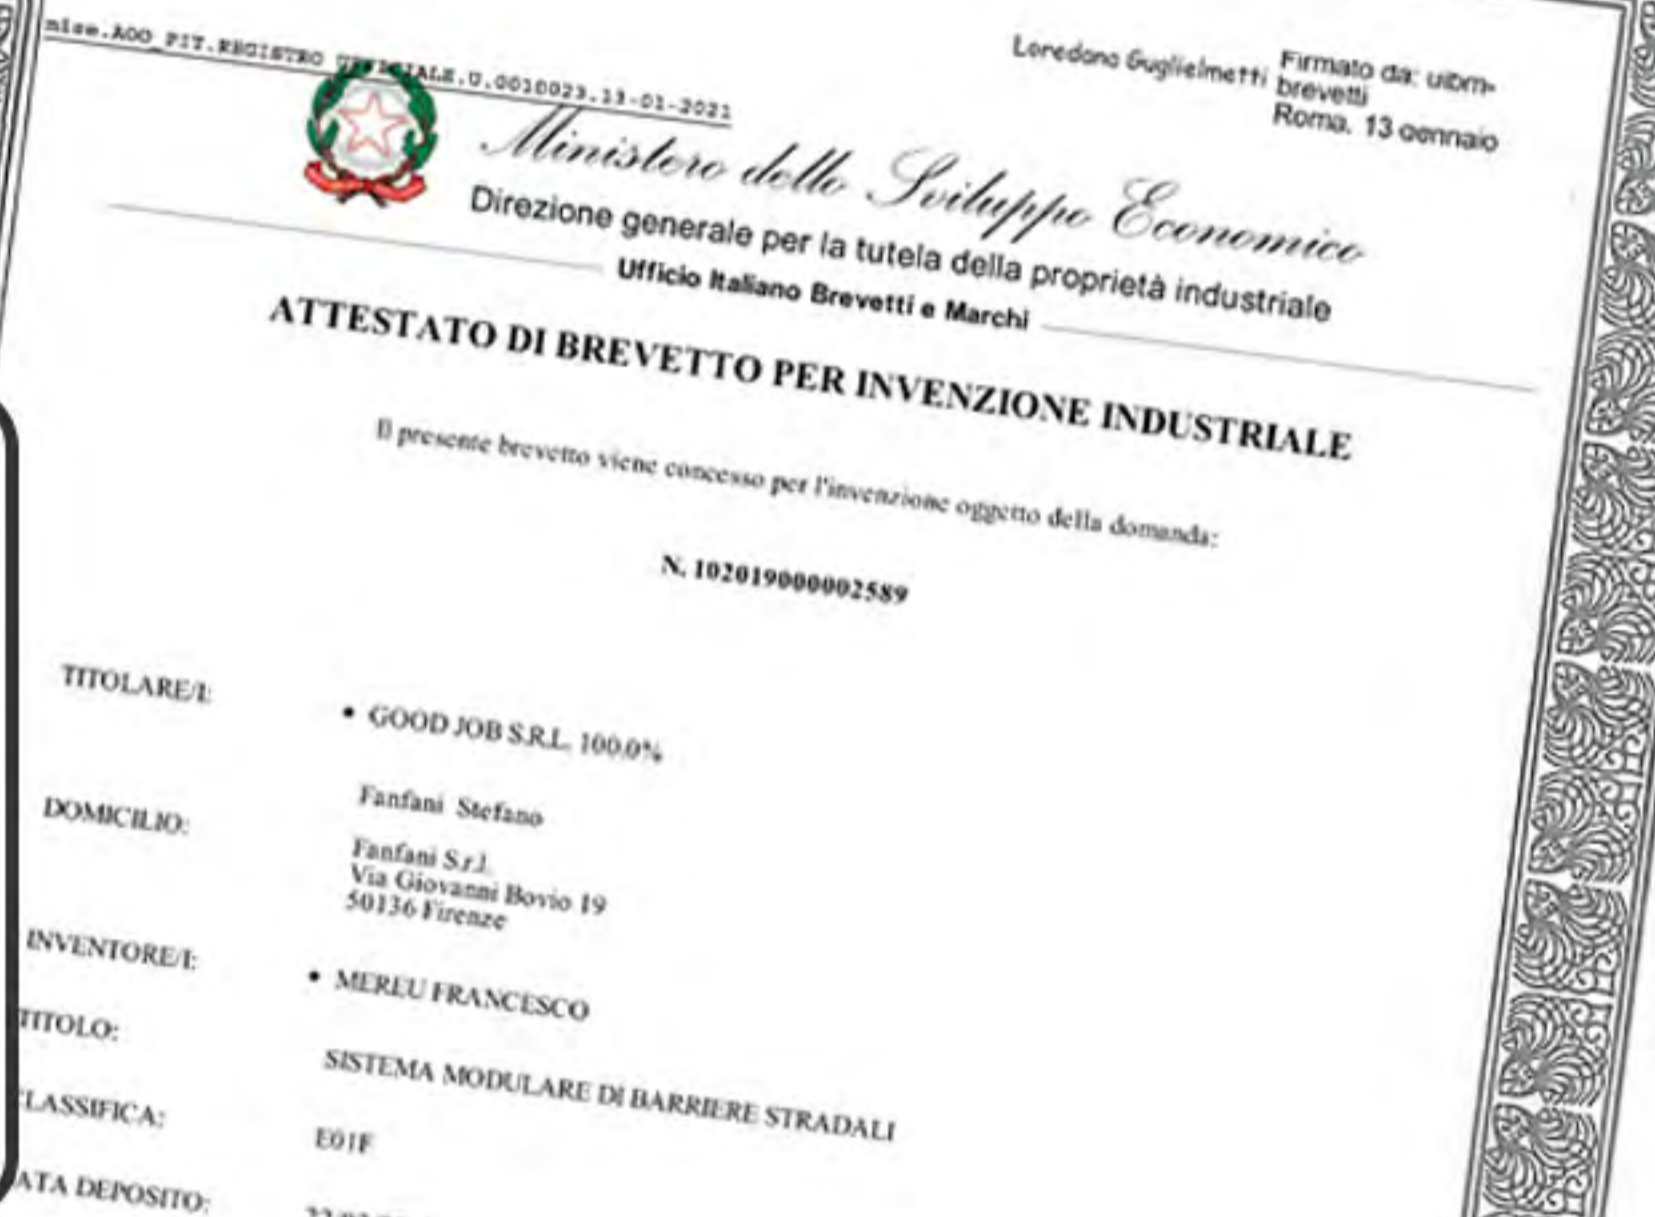 mise.AOO_PIT.REGISTRO UFFICIALE.U.0010023.13-01-2021
Loredana Guglielmetti
Firmato da: uibm-
brevetti
Roma, 13 gennaio
Ministero dello Sviluppo Economico
Direzione generale per la tutela della proprietà industriale
Ufficio Italiano Brevetti e Marchi
ATTESTATO DI BREVETTO PER INVENZIONE INDUSTRIALE
Il presente brevetto viene concesso per l'invenzione oggetto della domanda:
N. 102019000002589
TITOLARE/I:
• GOOD JOB S.R.L. 100.0%
DOMICILIO:
Fanfani Stefano
Fanfani S.r.l.
Via Giovanni Bovio 19
50136 Firenze
INVENTORE/I:
• MEREU FRANCESCO
TITOLO:
SISTEMA MODULARE DI BARRIERE STRADALI
CLASSIFICA:
E01F
ATA DEPOSITO: